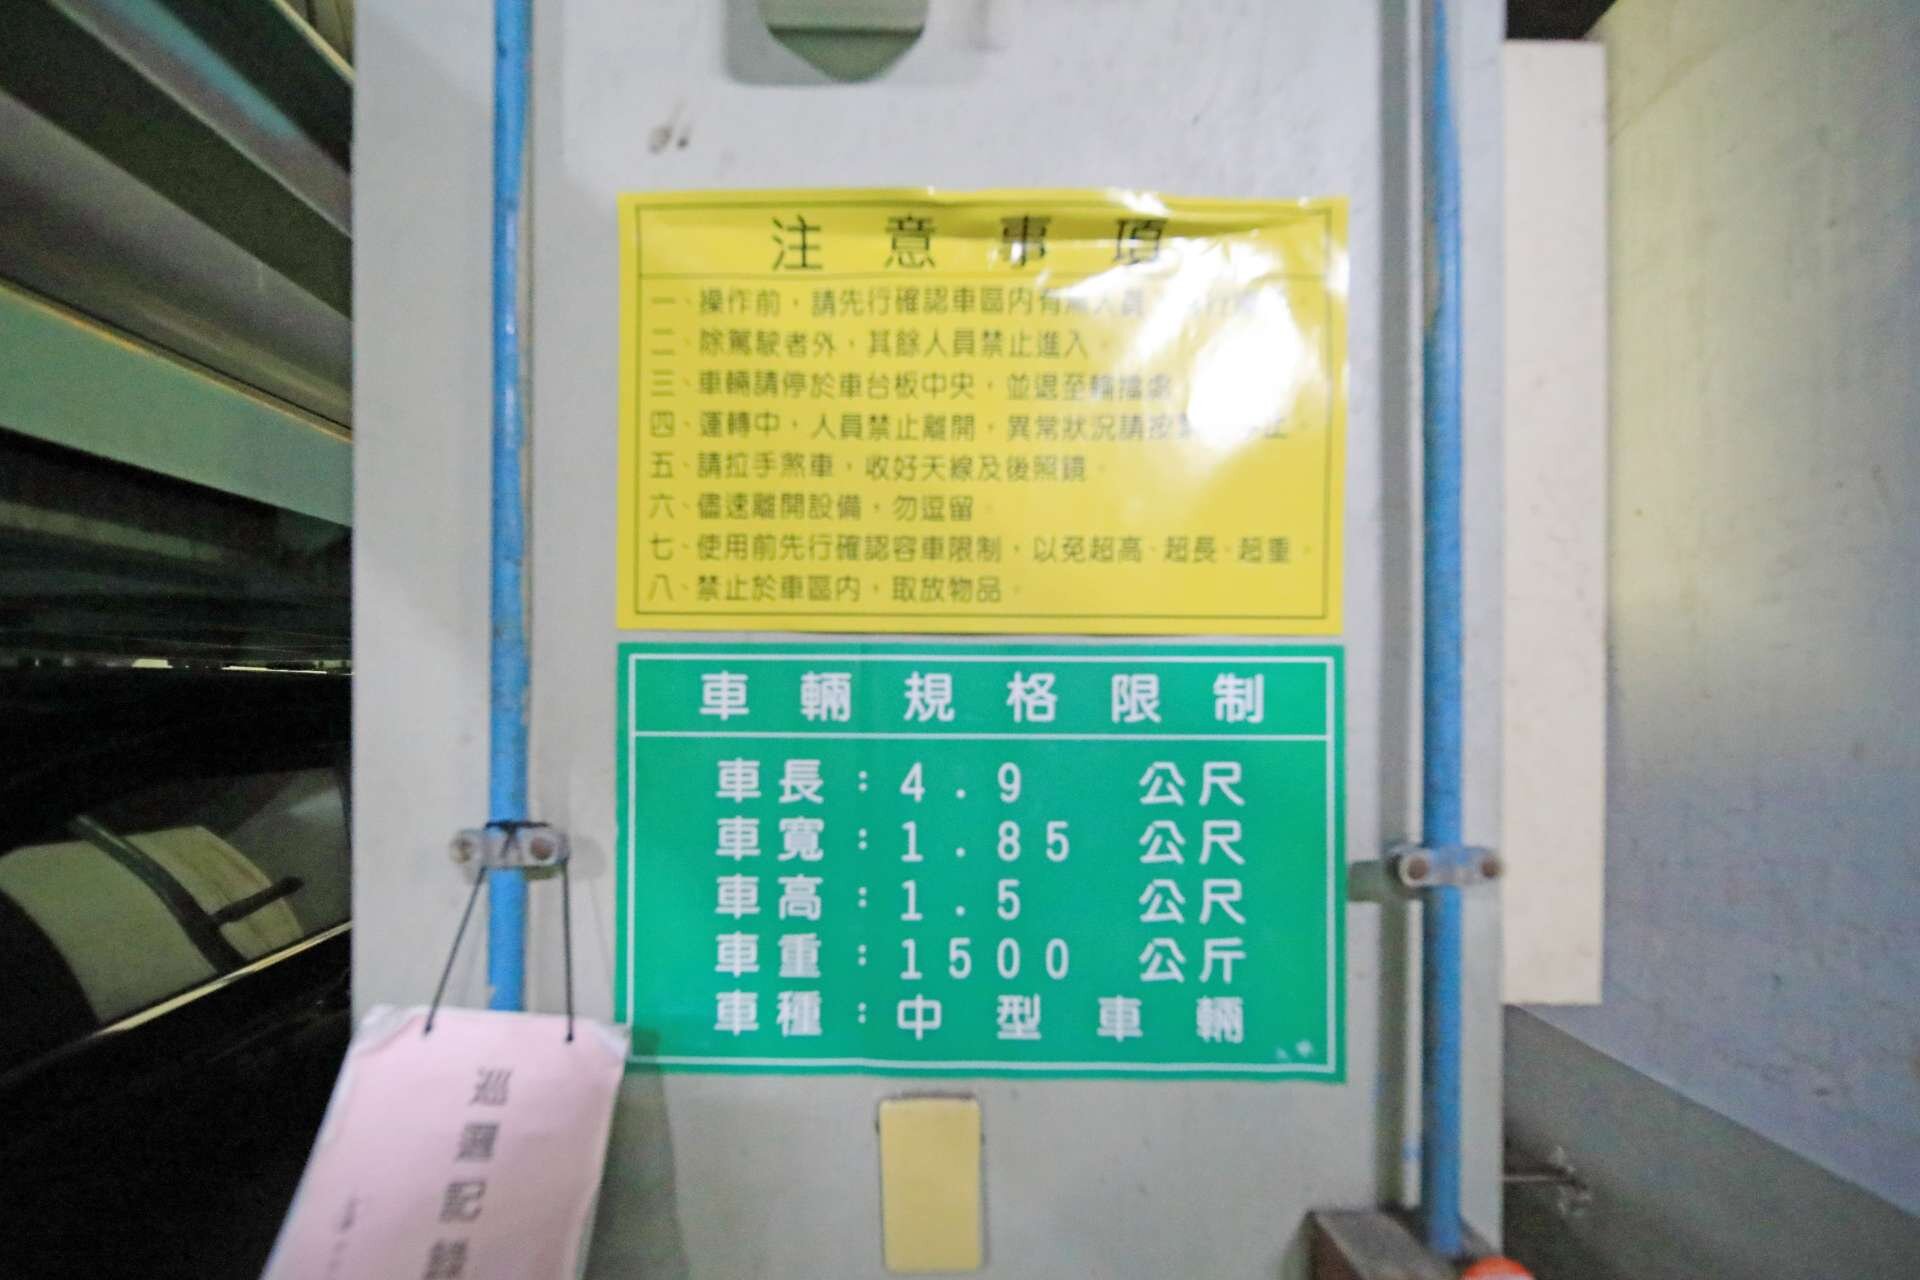 注意事項
一、操作前，請先行確認車區內有無人員
二、除駕駛者外，其餘人員禁止進入。
三、車輛請停於車台板中央，並退至輪擋處
四、運轉中，人員禁止離開，異常狀況請按 停止。
五、請拉手煞車，收好天線及後照鏡。
六、儘速離開設備，勿逗留。
七、使用前先行確認容車限制，以免超高、超長、超重。
八、禁止於車區內，取放物品。
車輛規格限制
車長：4.9 公尺
車寬：1.85 公尺
車高：1.5 公尺
車重：1500 公斤
車種：中型車輛
巡邏記錄